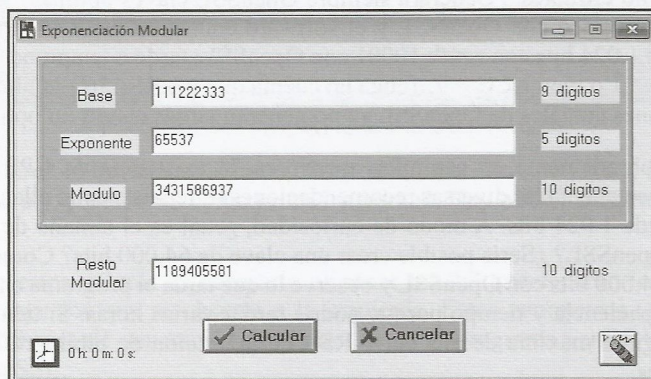 Exponenciación Modular
Base 111222333 9 digitos
Exponente 65537 5 digitos
Modulo 3431586937 10 digitos
Resto Modular 1189405581 10 digitos
Calcular Cancelar
0 h: 0 m: 0 s: